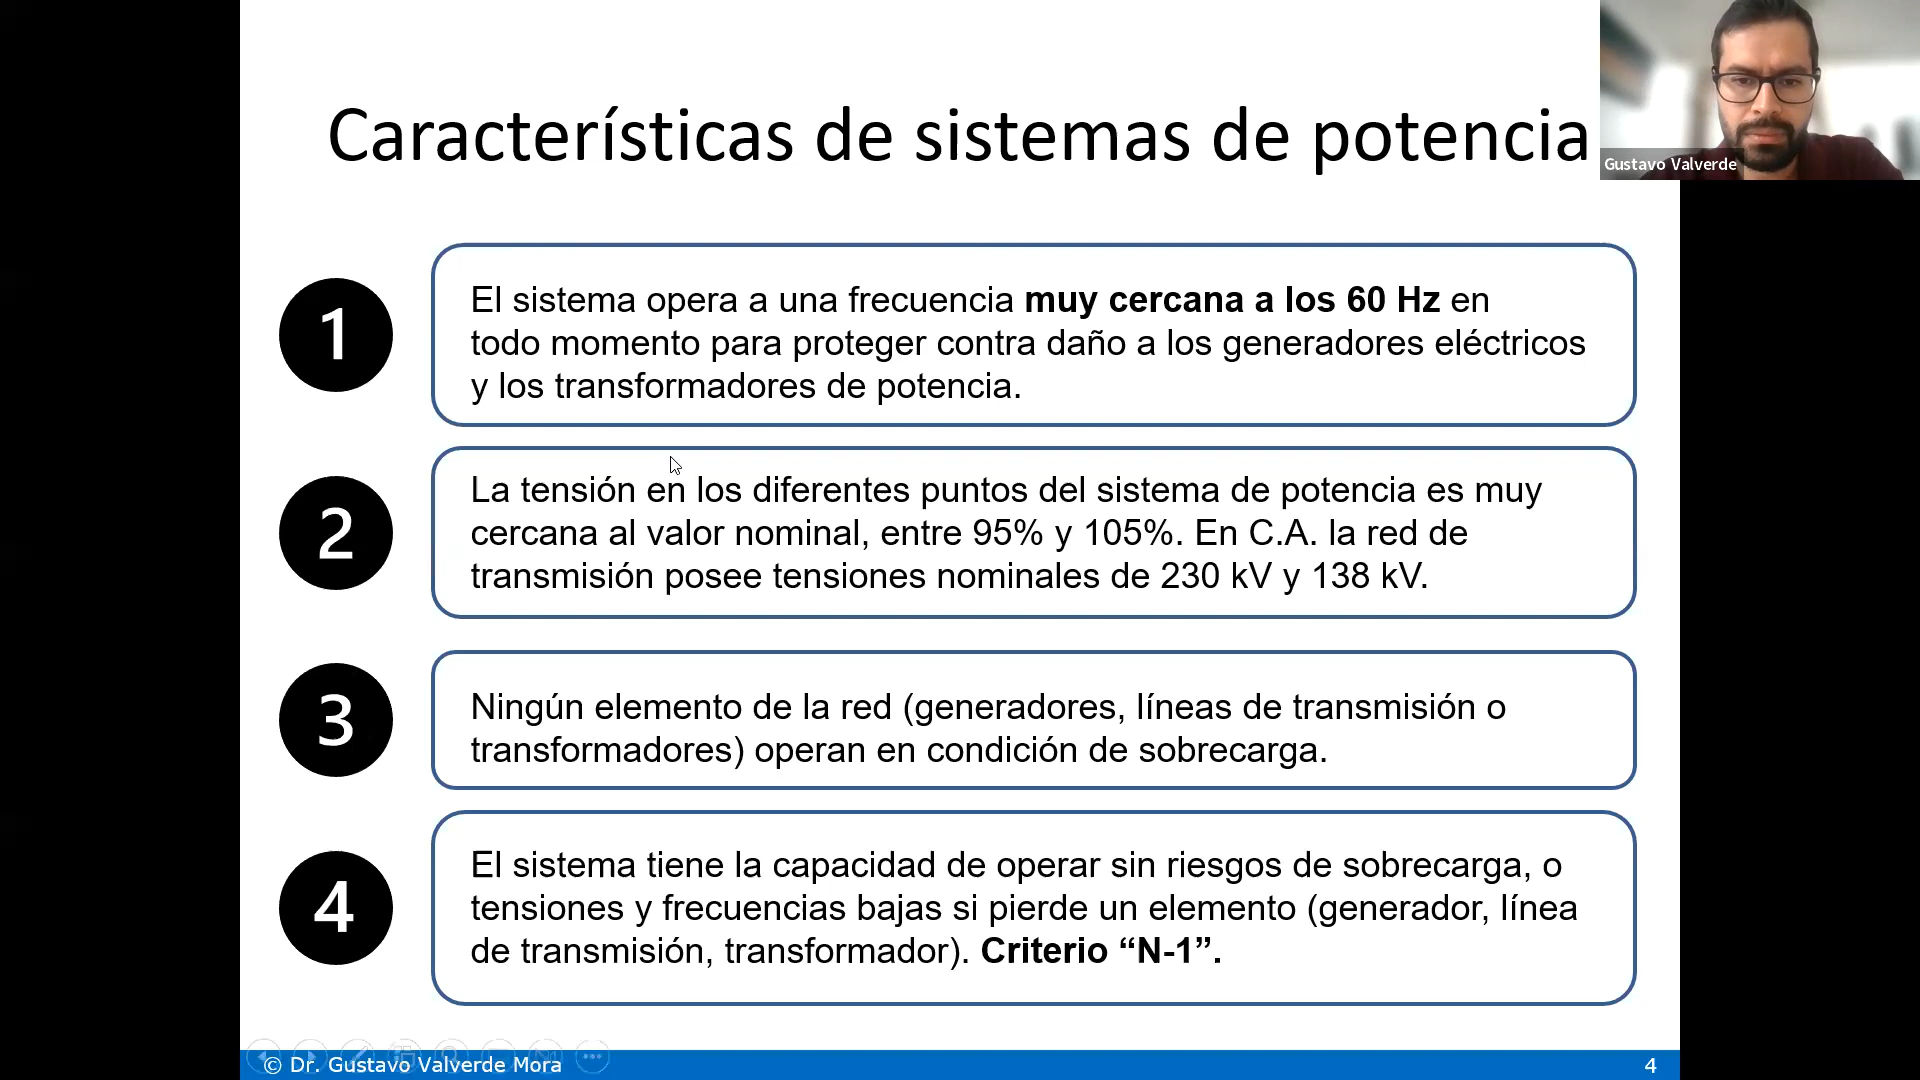 Características de sistemas de potencia
Gustavo Valverde
1
El sistema opera a una frecuencia muy cercana a los 60 Hz en
todo momento para proteger contra daño a los generadores eléctricos
y los transformadores de potencia.
2
La tensión en los diferentes puntos del sistema de potencia es muy
cercana al valor nominal, entre 95% y 105%. En C.A. la red de
transmisión posee tensiones nominales de 230 kV y 138 kV.
3
Ningún elemento de la red (generadores, líneas de transmisión o
transformadores) operan en condición de sobrecarga.
4
El sistema tiene la capacidad de operar sin riesgos de sobrecarga, o
tensiones y frecuencias bajas si pierde un elemento (generador, línea
de transmisión, transformador). Criterio “N-1”.
© Dr. Gustavo Valverde Mora
4